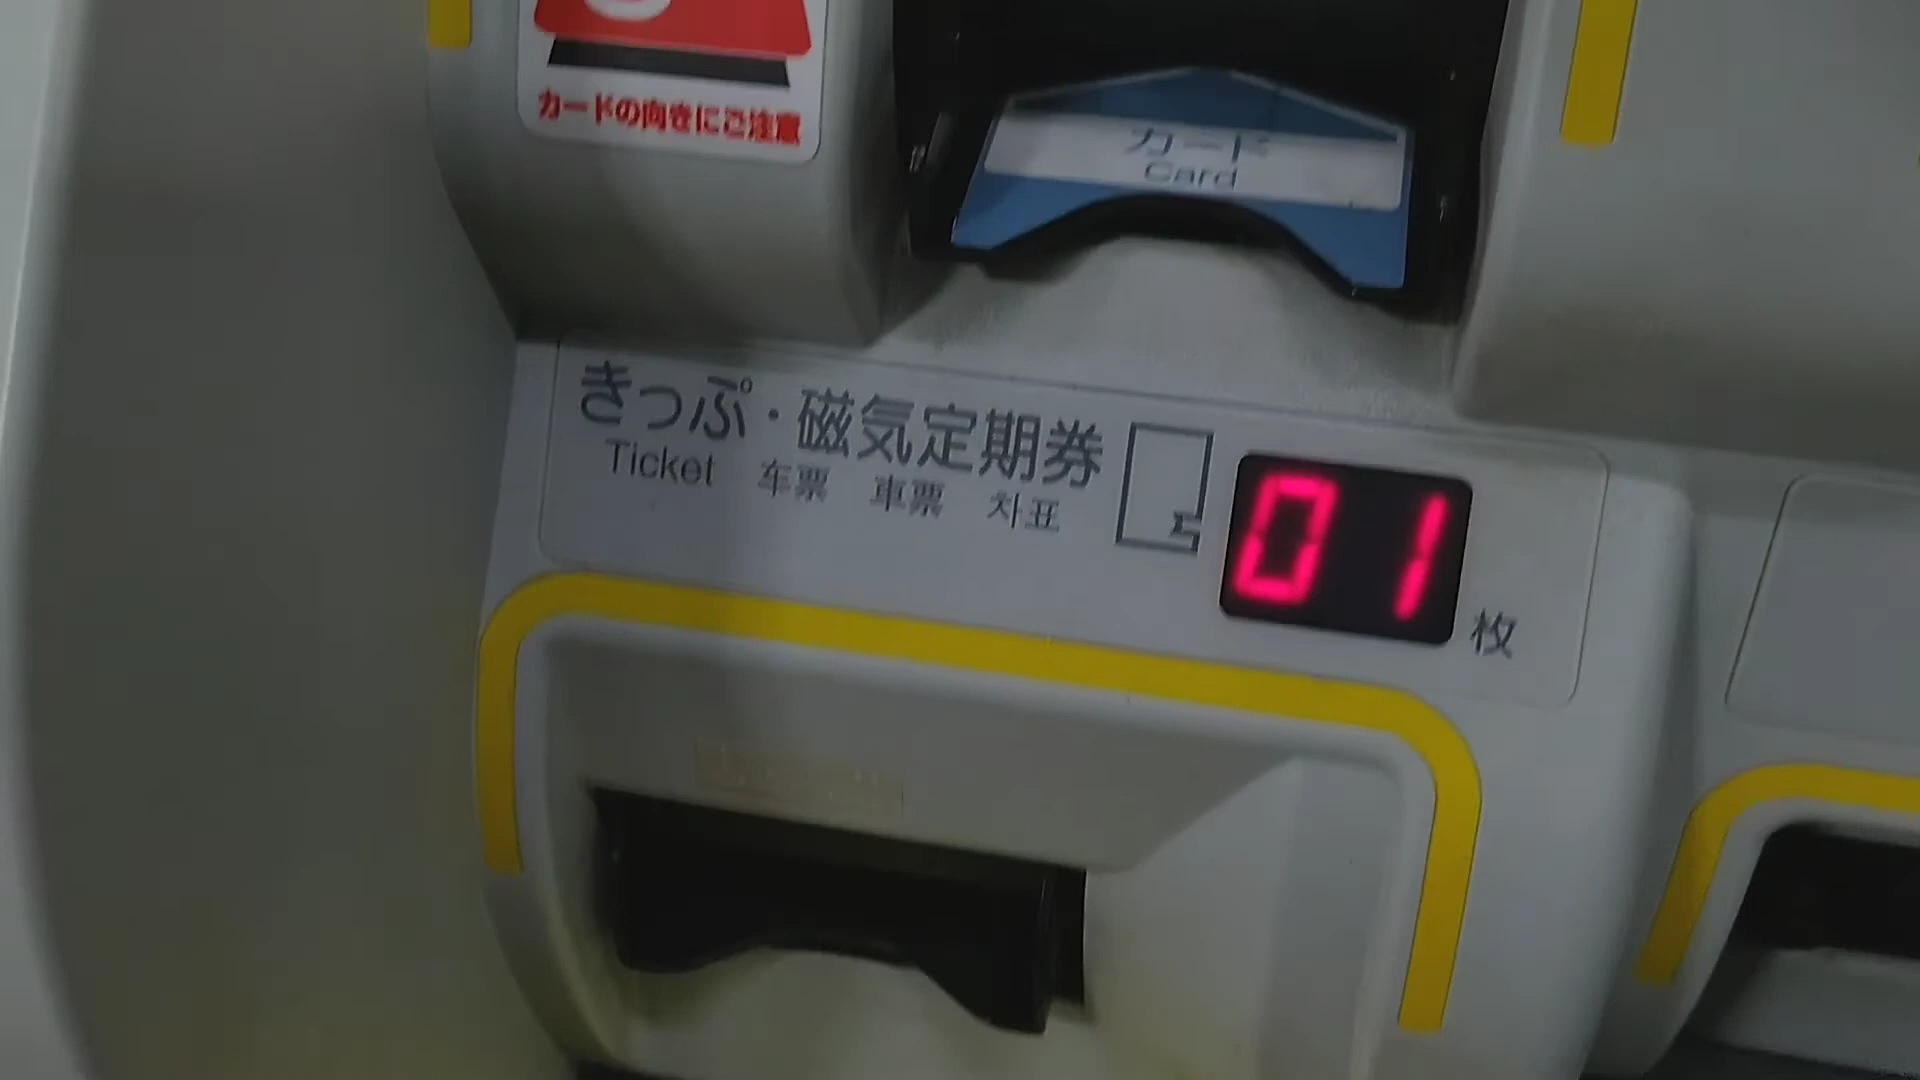 カードの向きにご注意
カード
Card
きっぷ・磁気定期券
Ticket 车票 車票 차표
01
枚